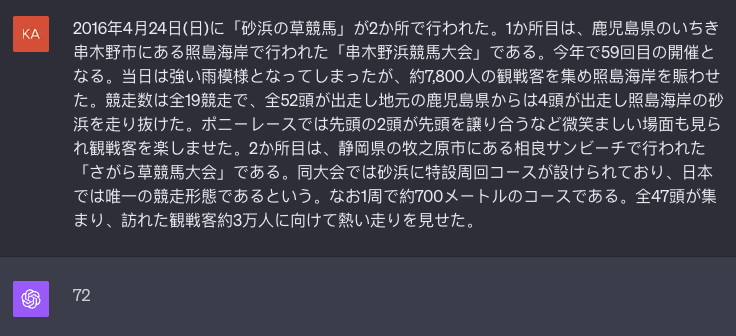 KA
2016年4月24日(日)に「砂浜の草競馬」が2か所で行われた。1か所目は、鹿児島県のいちき
串木野市にある照島海岸で行われた「串木野浜競馬大会」である。今年で59回目の開催と
なる。当日は強い雨模様となってしまったが、約7,800人の観戦客を集め照島海岸を賑わせ
た。競走数は全19競走で、全52頭が出走し地元の鹿児島県からは4頭が出走し照島海岸の砂
浜を走り抜けた。ポニーレースでは先頭の2頭が先頭を譲り合うなど微笑ましい場面も見ら
れ観戦客を楽しませた。2か所目は、静岡県の牧之原市にある相良サンビーチで行われた
「さがら草競馬大会」である。同大会では砂浜に特設周回コースが設けられており、日本
では唯一の競走形態であるという。なお1周で約700メートルのコースである。全47頭が集
まり、訪れた観戦客約3万人に向けて熱い走りを見せた。
72